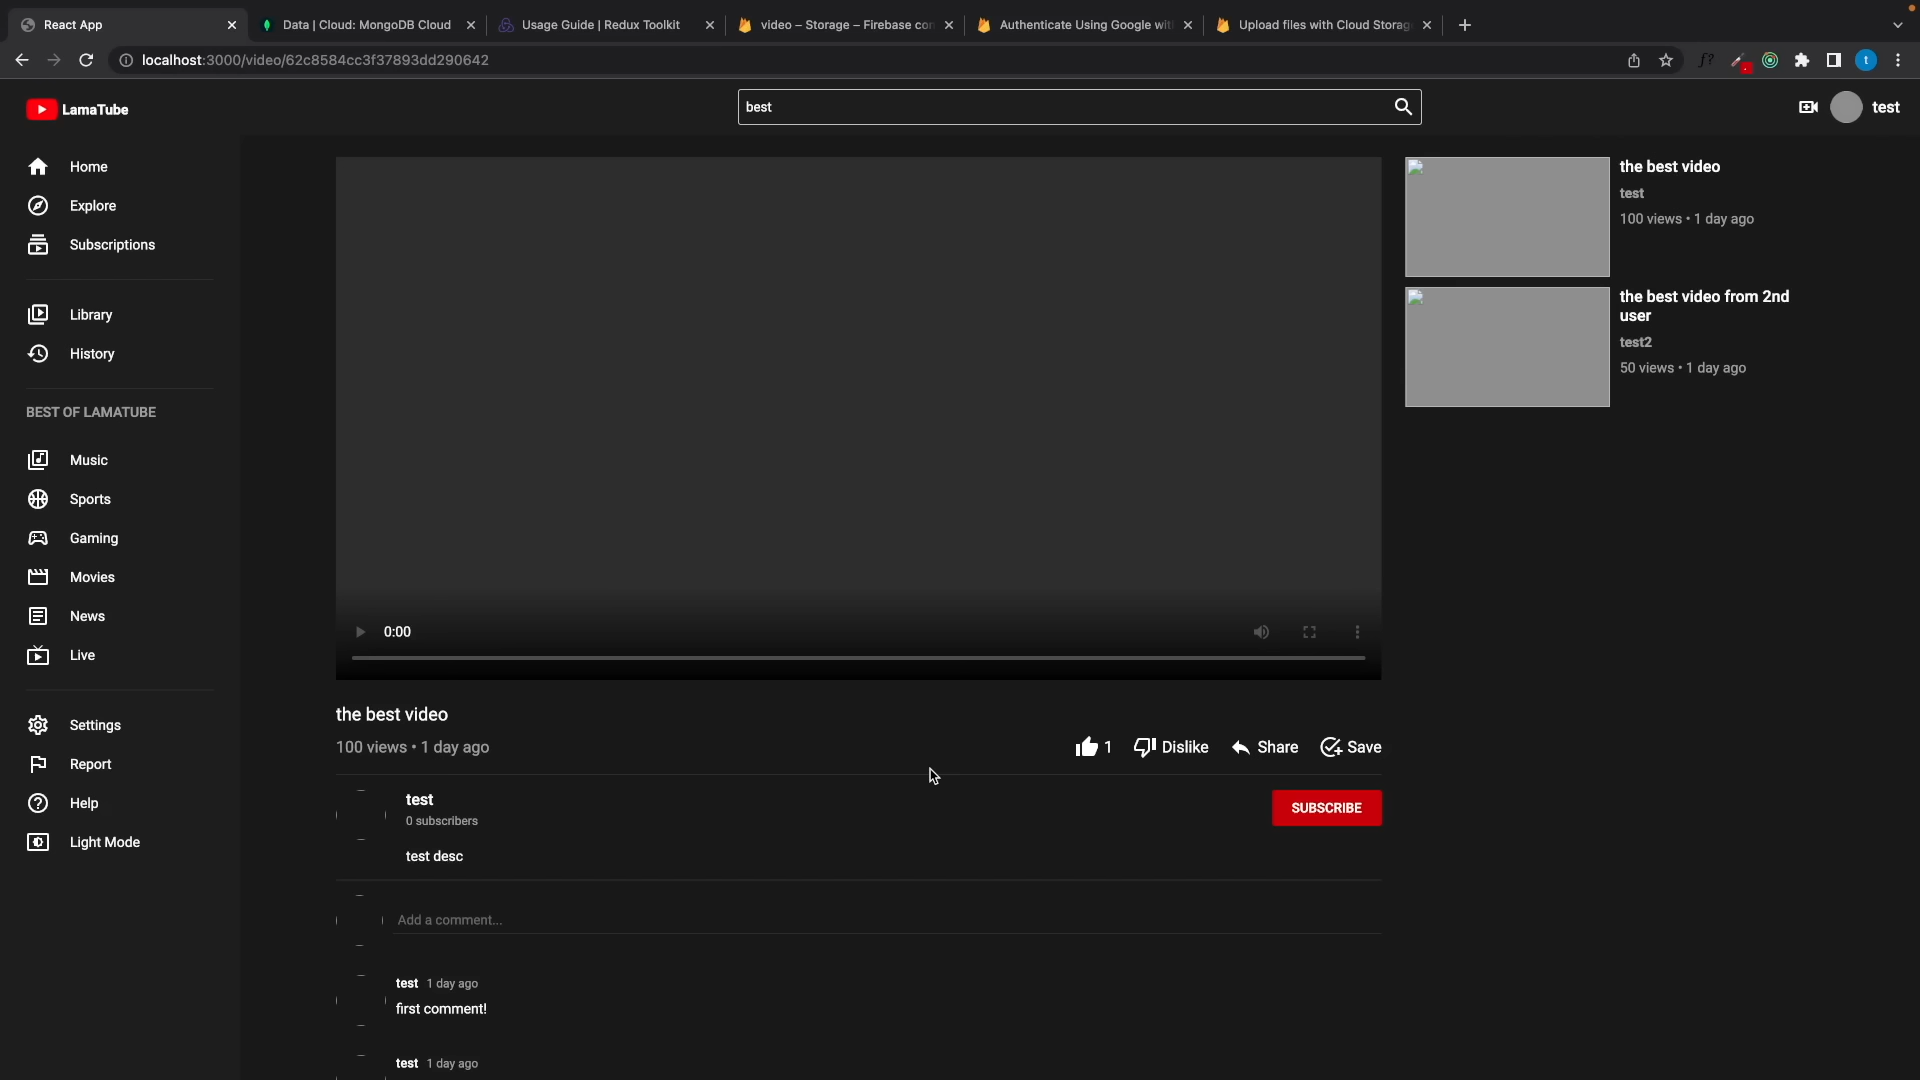 React App
Data | Cloud: MongoDB Cloud
Usage Guide | Redux Toolkit
video – Storage – Firebase con
Authenticate Using Google wit
Upload files with Cloud Storag
localhost:3000/video/62c8584cc3f37893dd290642
f?
t
LamaTube
best
test
Home
Explore
Subscriptions
Library
History
BEST OF LAMATUBE
Music
Sports
Gaming
Movies
News
Live
Settings
Report
Help
Light Mode
0:00
the best video
100 views • 1 day ago
1
Dislike
Share
Save
test
0 subscribers
SUBSCRIBE
test desc
Add a comment...
test 1 day ago
first comment!
test 1 day ago
the best video
test
100 views • 1 day ago
the best video from 2nd
user
test2
50 views • 1 day ago